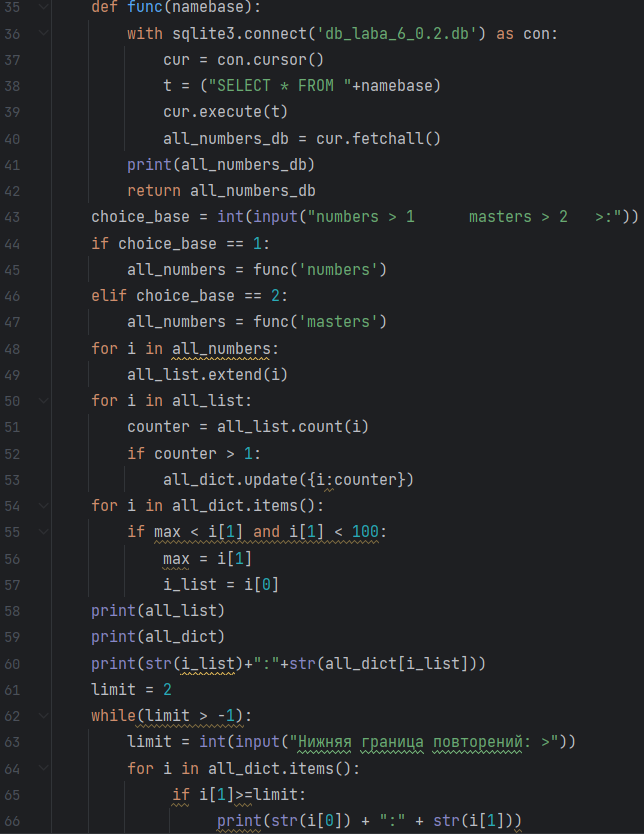 35 def func(namebase):
36 with sqlite3.connect('db_laba_6_0.2.db') as con:
37 cur = con.cursor()
38 t = ("SELECT * FROM "+namebase)
39 cur.execute(t)
40 all_numbers_db = cur.fetchall()
41 print(all_numbers_db)
42 return all_numbers_db
43 choice_base = int(input("numbers > 1      masters > 2   >:"))
44 if choice_base == 1:
45 all_numbers = func('numbers')
46 elif choice_base == 2:
47 all_numbers = func('masters')
48 for i in all_numbers:
49 all_list.extend(i)
50 for i in all_list:
51 counter = all_list.count(i)
52 if counter > 1:
53 all_dict.update({i:counter})
54 for i in all_dict.items():
55 if max < i[1] and i[1] < 100:
56 max = i[1]
57 i_list = i[0]
58 print(all_list)
59 print(all_dict)
60 print(str(i_list)+":"+str(all_dict[i_list]))
61 limit = 2
62 while(limit > -1):
63 limit = int(input("Нижняя граница повторений: >"))
64 for i in all_dict.items():
65 if i[1]>=limit:
66 print(str(i[0]) + ":" + str(i[1]))